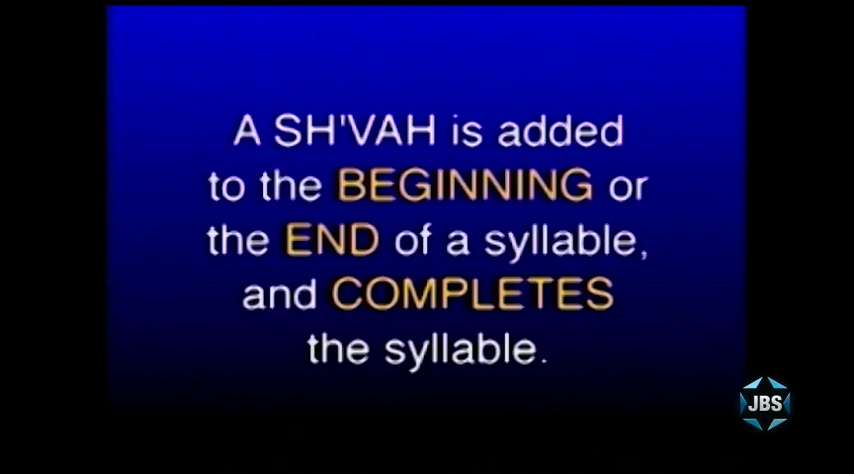 A SH'VAH is added
to the BEGINNING or
the END of a syllable,
and COMPLETES
the syllable.
JBS